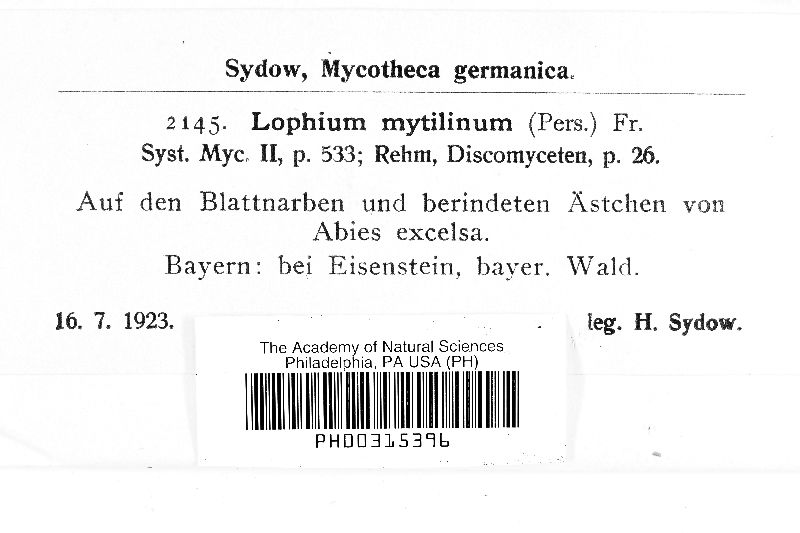 Sydow, Mycotheca germanica.
2145. Lophium mytilinum (Pers.) Fr.
Syst. Myc. II, p. 533; Rehm, Discomyceten, p. 26.
Auf den Blattnarben und berindeten Ästchen von
Abies excelsa.
Bayern: bei Eisenstein, bayer. Wald.
16. 7. 1923. leg. H. Sydow.
The Academy of Natural Sciences
Philadelphia, PA USA (PH)
PH00315396